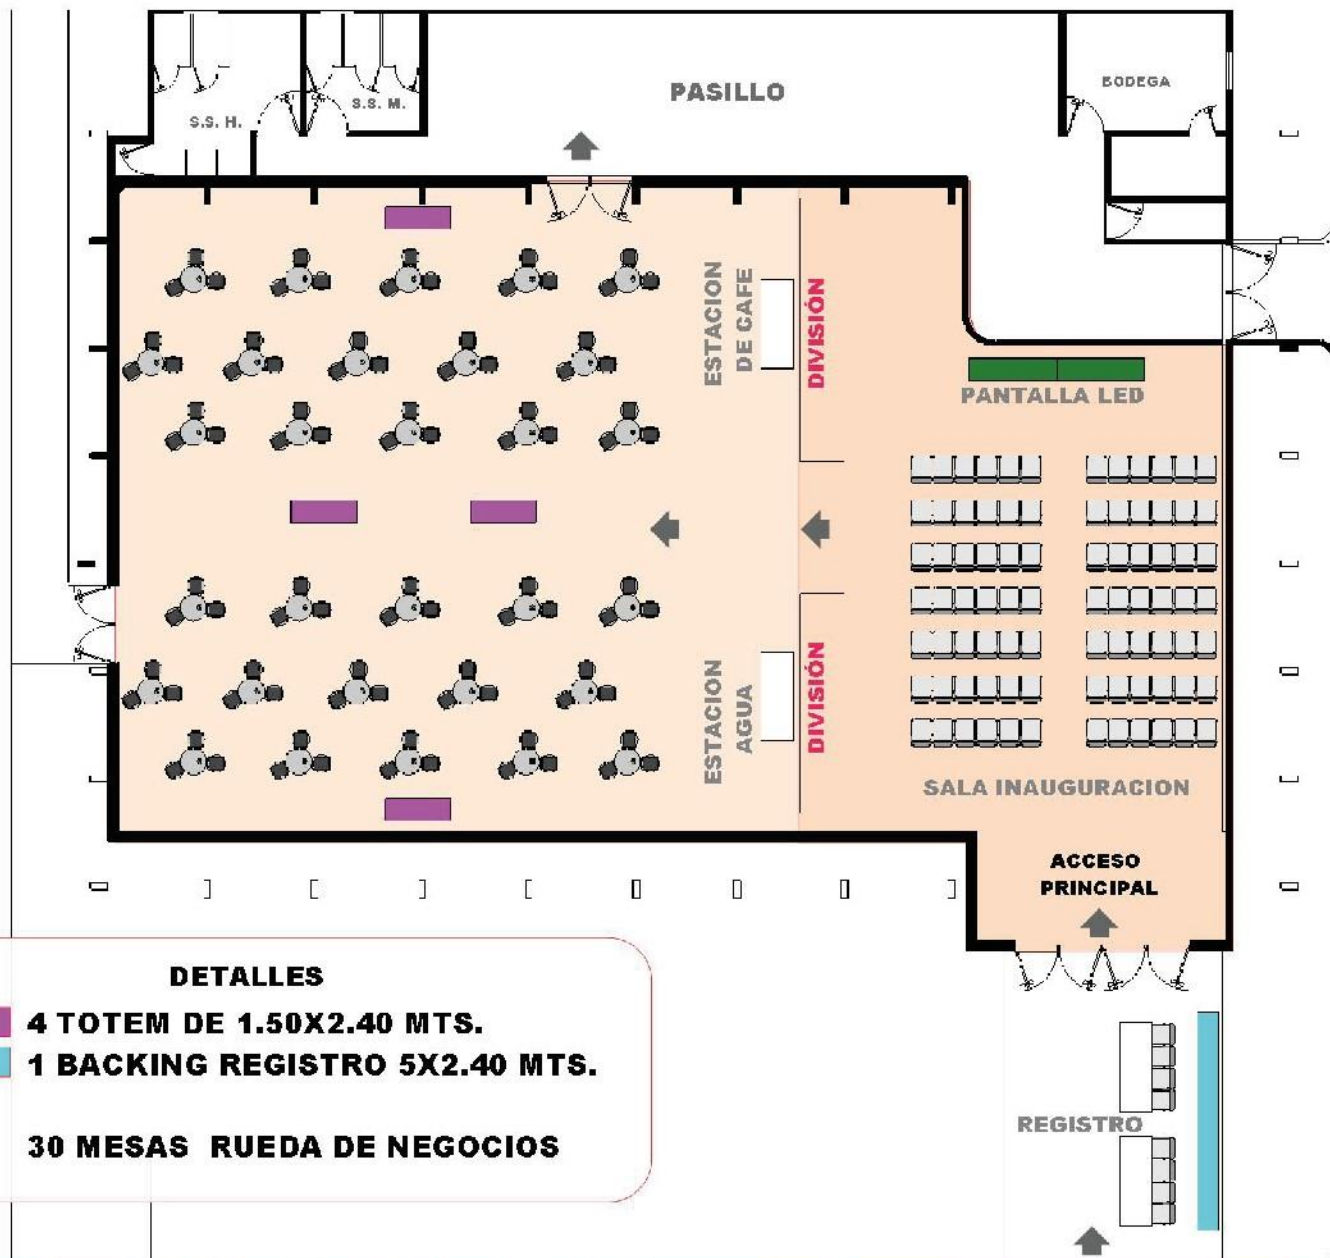 PASILLO
BODEGA
S.S. M.
S.S. H.
ESTACION
DE CAFE
DIVISIÓN
PANTALLA LED
ESTACION
AGUA
DIVISIÓN
SALA INAUGURACION
ACCESO
PRINCIPAL
DETALLES
4 TOTEM DE 1.50X2.40 MTS.
1 BACKING REGISTRO 5X2.40 MTS.
30 MESAS RUEDA DE NEGOCIOS
REGISTRO